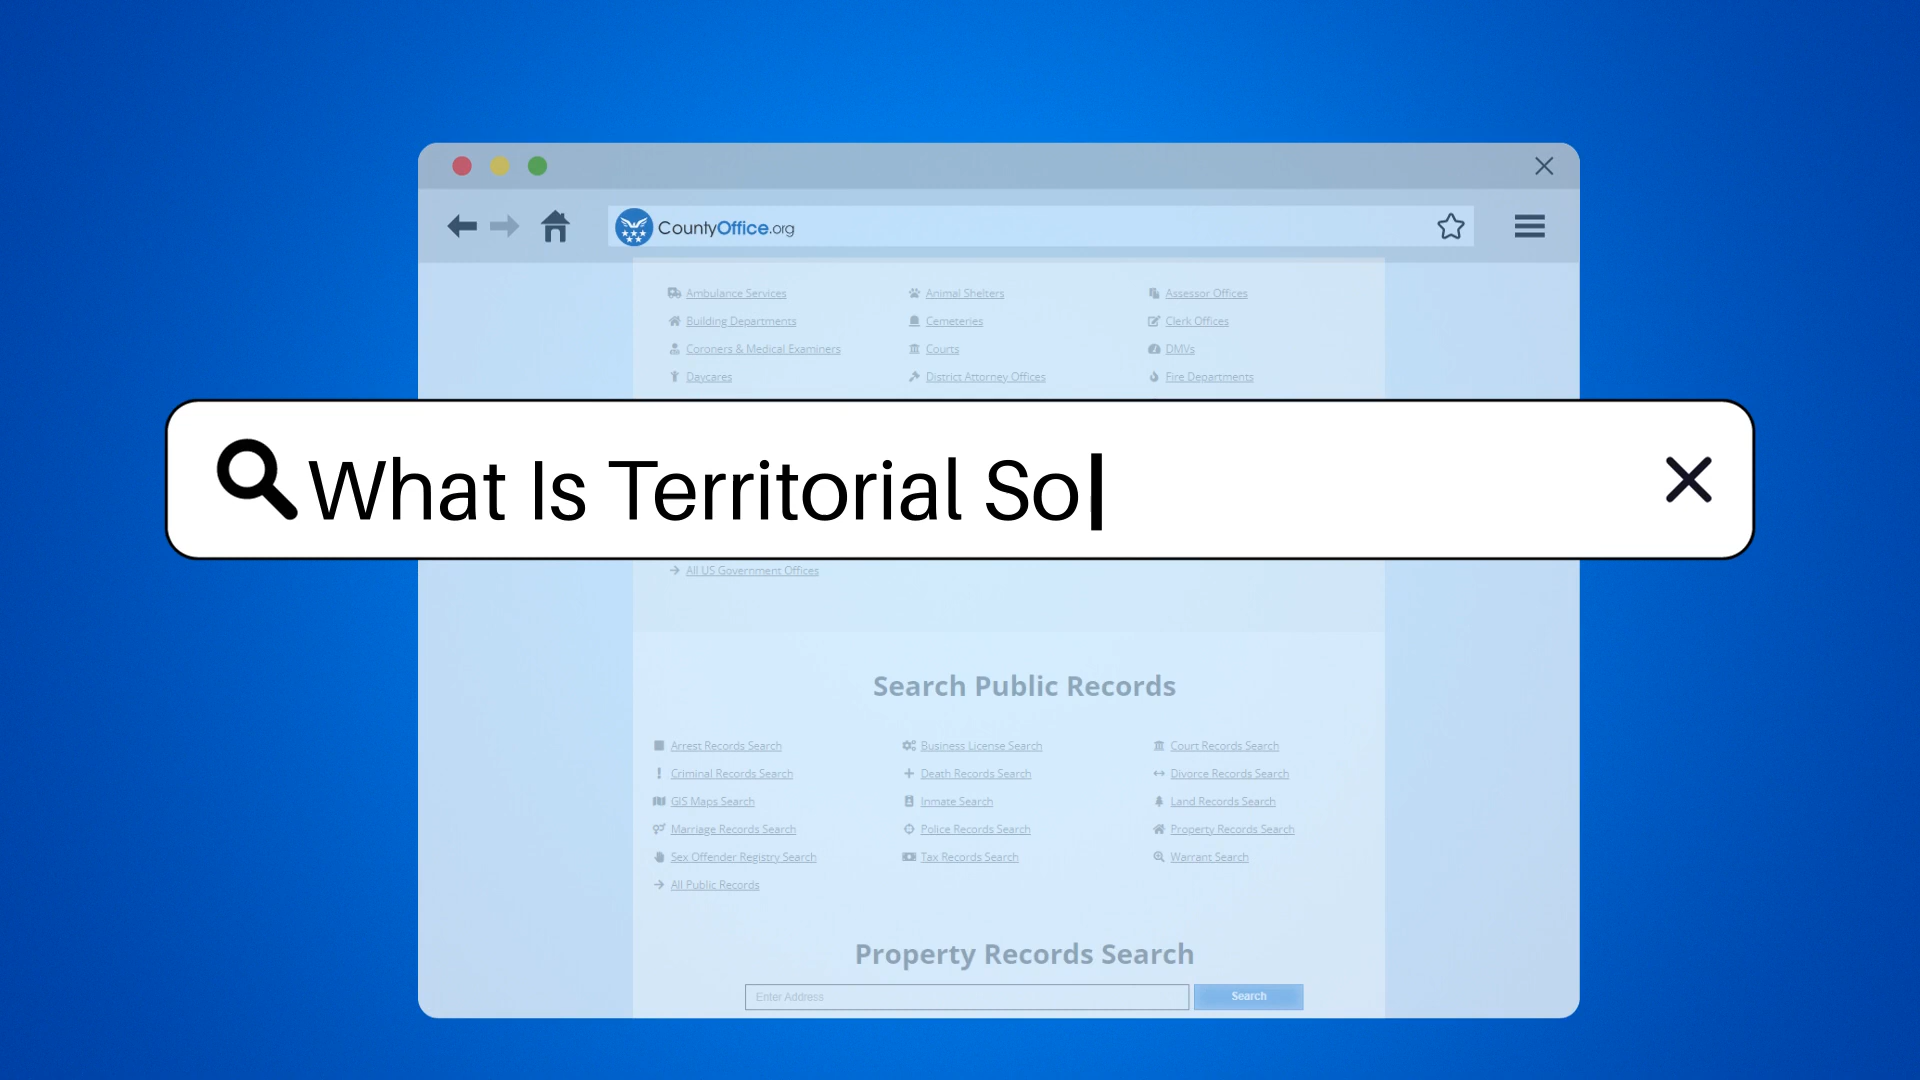 CountyOffice.org
Ambulance Services Animal Shelters Assessor Offices
Building Departments Cemeteries Clerk Offices
Coroners & Medical Examiners Courts DMVs
Daycares District Attorney Offices Fire Departments
What Is Territorial So
All US Government Offices
Search Public Records
Arrest Records Search Business License Search Court Records Search
Criminal Records Search Death Records Search Divorce Records Search
GIS Maps Search Inmate Search Land Records Search
Marriage Records Search Police Records Search Property Records Search
Sex Offender Registry Search Tax Records Search Warrant Search
All Public Records
Property Records Search
Enter Address Search